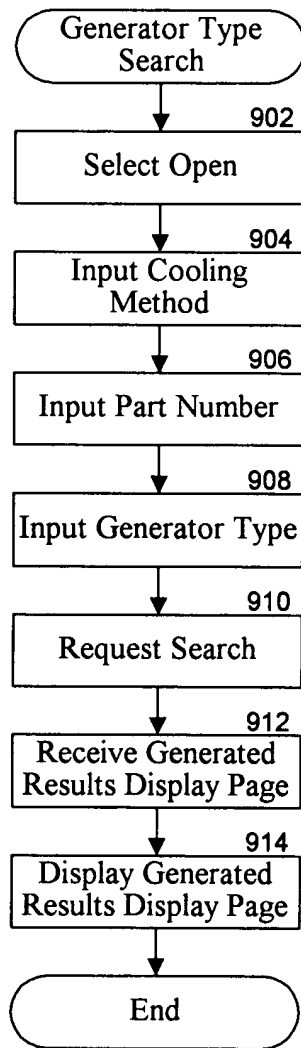 Generator Type
Search
902
Select Open
904
Input Cooling
Method
906
Input Part Number
908
Input Generator Type
910
Request Search
912
Receive Generated
Results Display Page
914
Display Generated
Results Display Page
End